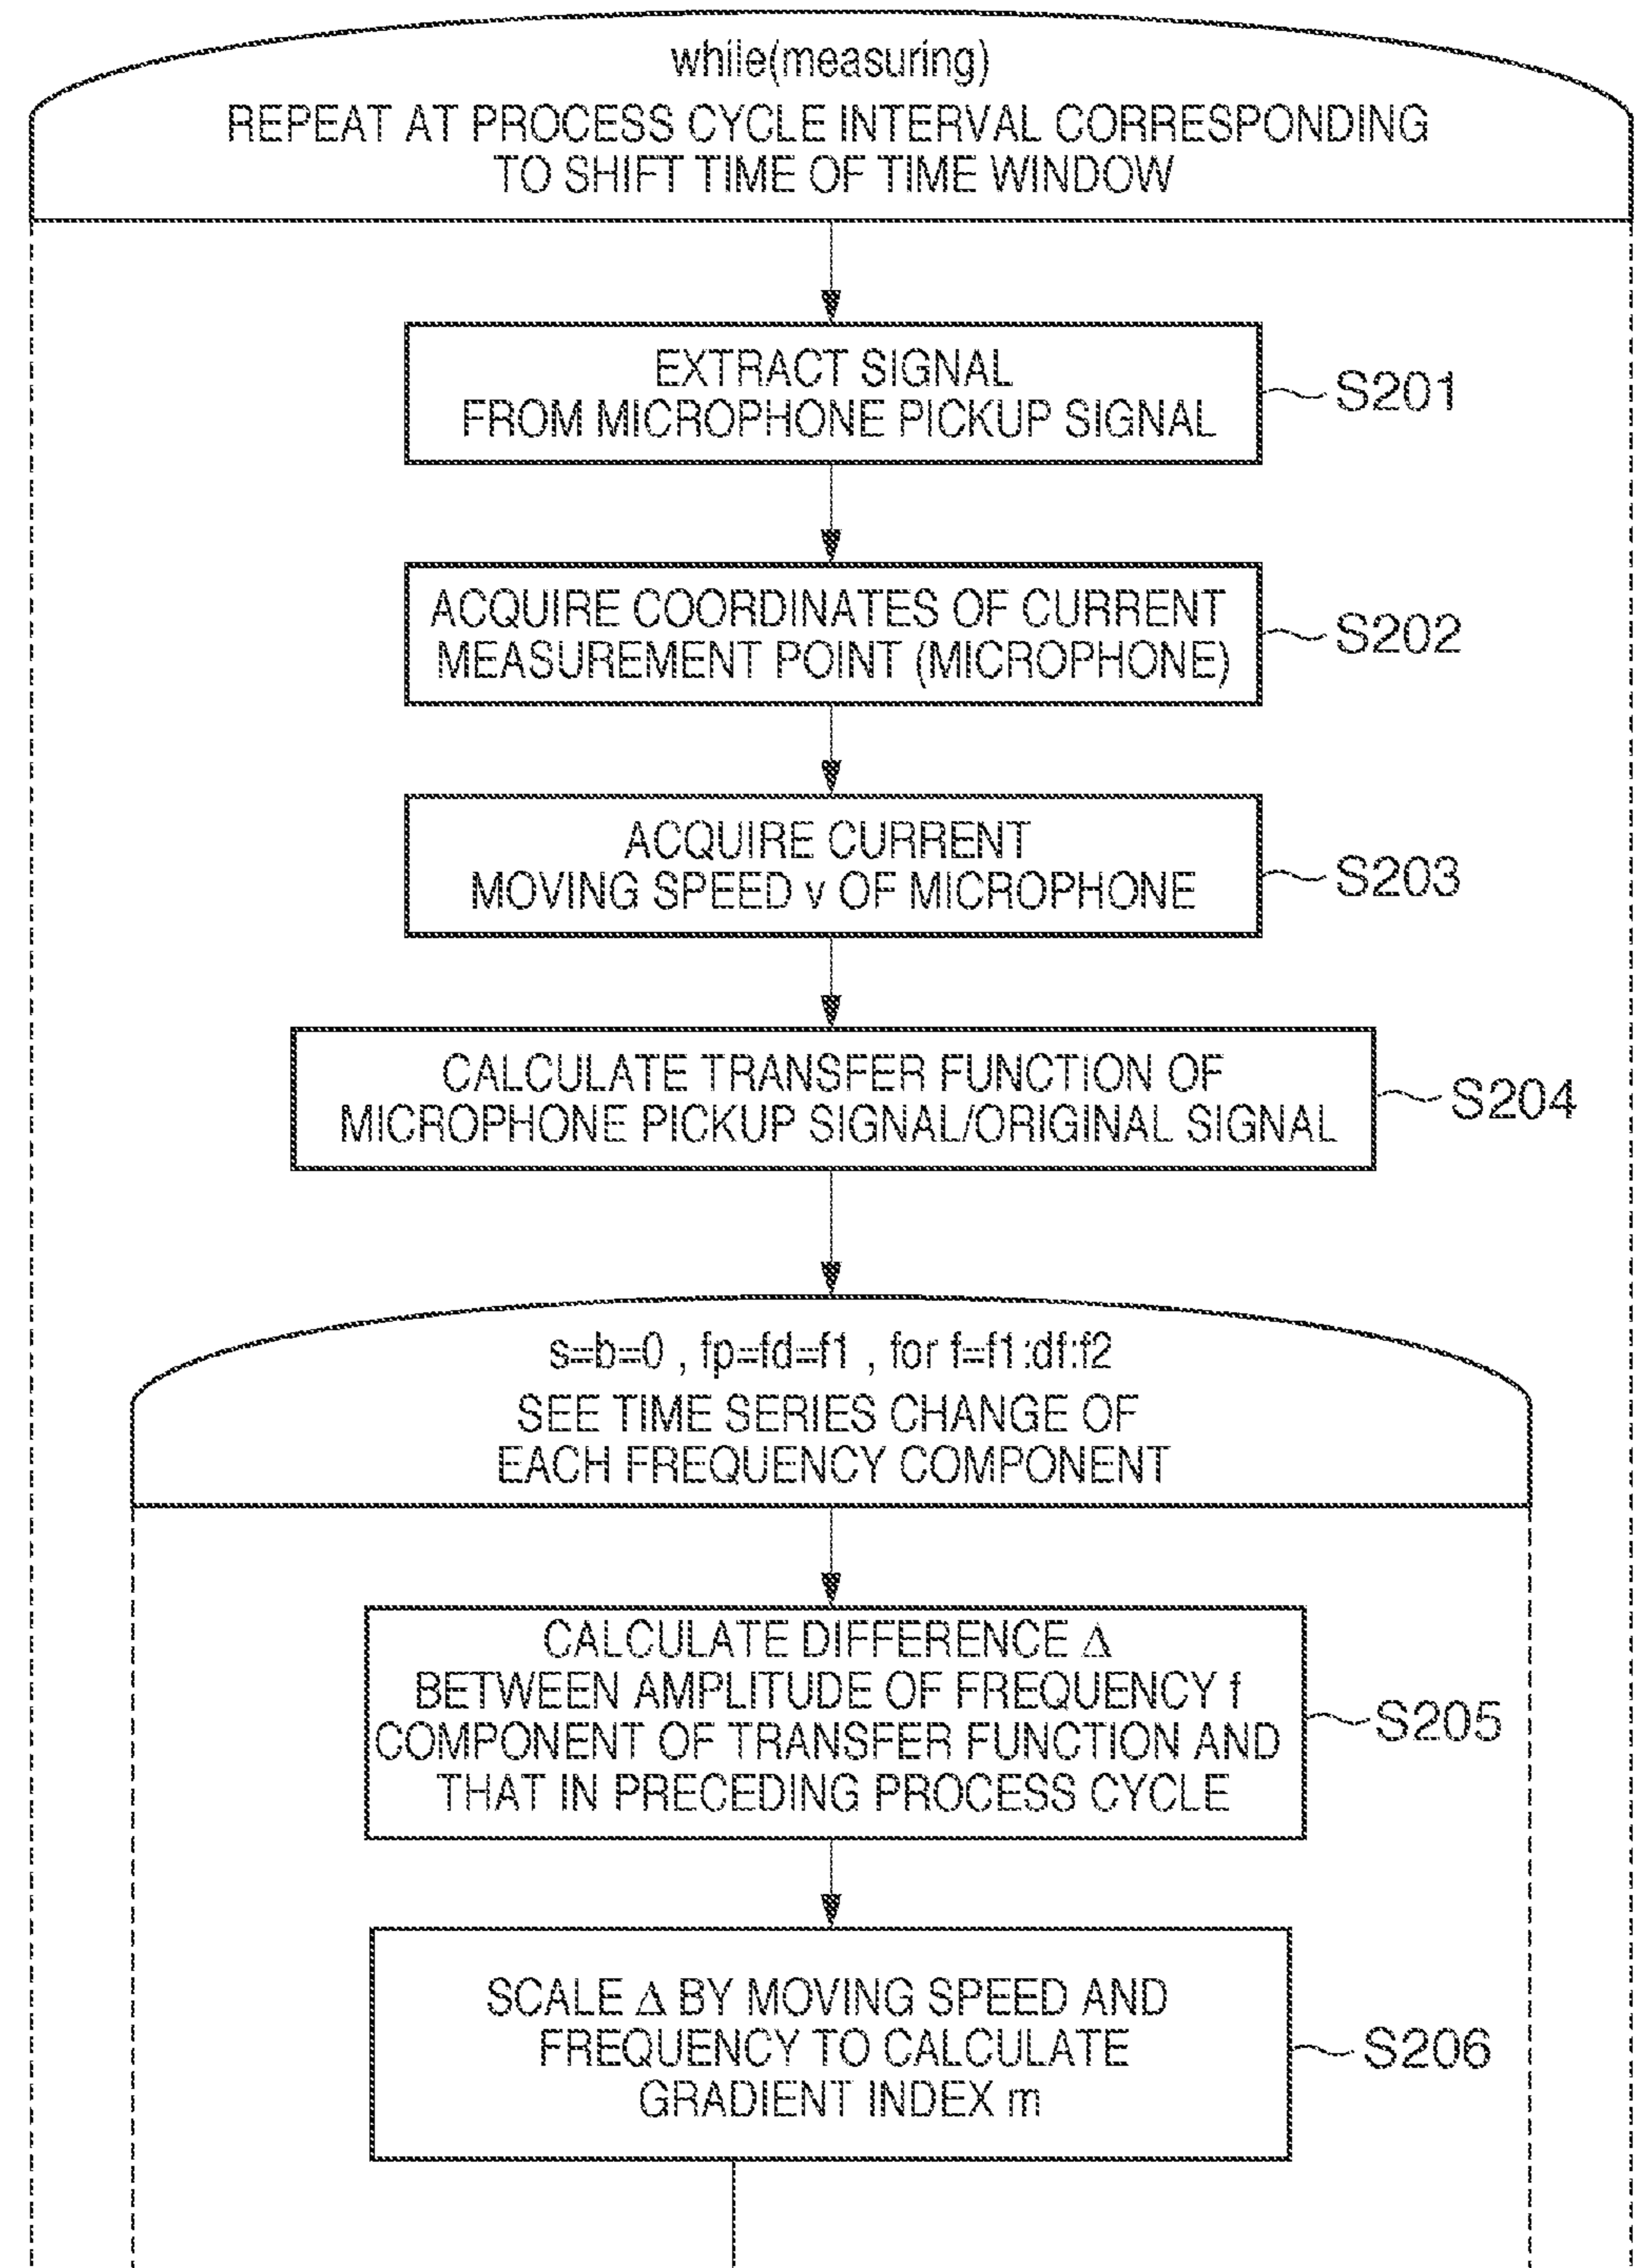 while(measuring)
REPEAT AT PROCESS CYCLE INTERVAL CORRESPONDING
TO SHIFT TIME OF TIME WINDOW
EXTRACT SIGNAL
FROM MICROPHONE PICKUP SIGNAL
S201
ACQUIRE COORDINATES OF CURRENT
MEASUREMENT POINT (MICROPHONE)
S202
ACQUIRE CURRENT
MOVING SPEED v OF MICROPHONE
S203
CALCULATE TRANSFER FUNCTION OF
MICROPHONE PICKUP SIGNAL/ORIGINAL SIGNAL
S204
s=b=0 , fp=fd=f1 , for f=f1:df:f2
SEE TIME SERIES CHANGE OF
EACH FREQUENCY COMPONENT
CALCULATE DIFFERENCE Δ
BETWEEN AMPLITUDE OF FREQUENCY f
COMPONENT OF TRANSFER FUNCTION AND
THAT IN PRECEDING PROCESS CYCLE
S205
SCALE Δ BY MOVING SPEED AND
FREQUENCY TO CALCULATE
GRADIENT INDEX m
S206